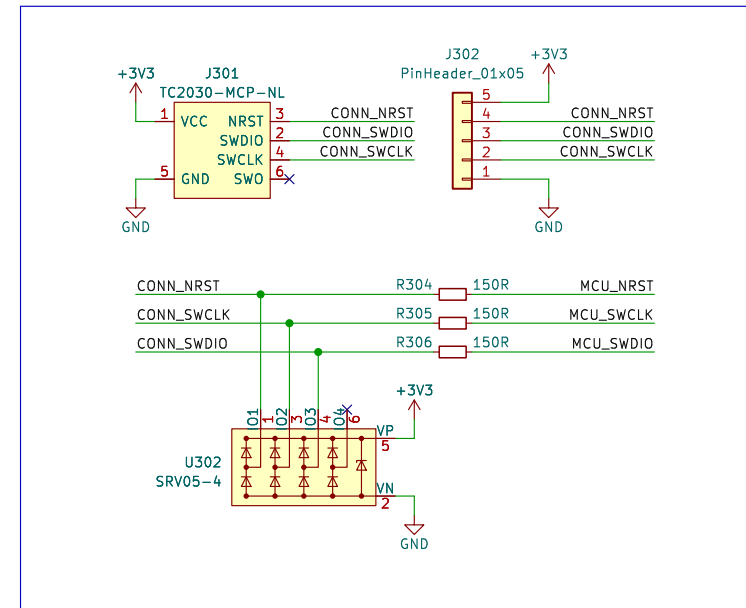 J301
TC2030-MCP-NL
+3V3
1 VCC
5 GND
NRST 3
SWDIO 2
SWCLK 4
SWO 6
CONN_NRST
CONN_SWDIO
CONN_SWCLK
GND
J302
PinHeader_01x05
+3V3
5
4 CONN_NRST
3 CONN_SWDIO
2 CONN_SWCLK
1
GND
CONN_NRST R304 150R MCU_NRST
CONN_SWCLK R305 150R MCU_SWCLK
CONN_SWDIO R306 150R MCU_SWDIO
+3V3
IO1 1 IO2 3 IO3 4 IO4 6
VP
5
U302
SRV05-4
VN
2
GND